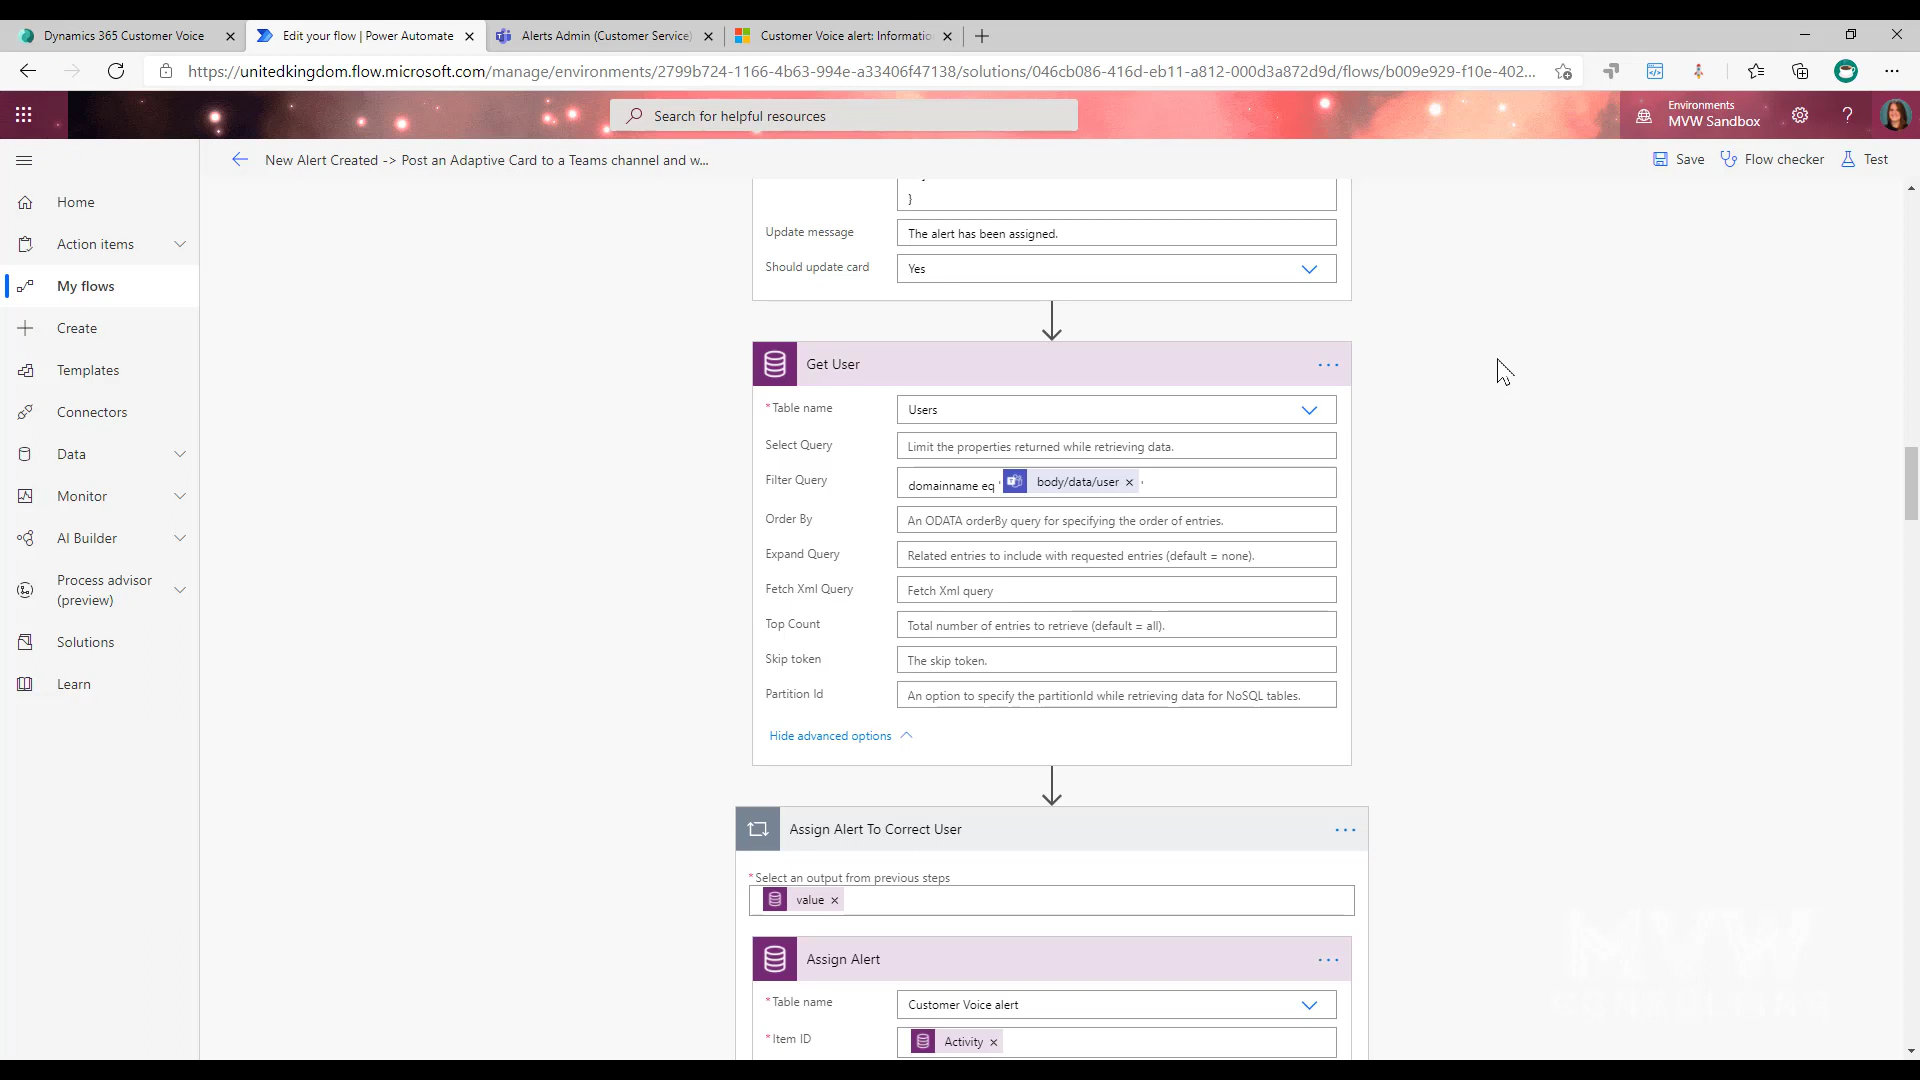 Dynamics 365 Customer Voice
Edit your flow | Power Automate
Alerts Admin (Customer Service)
Customer Voice alert: Informatio
https://unitedkingdom.flow.microsoft.com/manage/environments/2799b724-1166-4b63-994e-a33406f47138/solutions/046cb086-416d-eb11-a812-000d3a872d9d/flows/b009e929-f10e-402...
Search for helpful resources
Environments
MVW Sandbox
New Alert Created -> Post an Adaptive Card to a Teams channel and w...
Save
Flow checker
Test
Home
Action items
My flows
Create
Templates
Connectors
Data
Monitor
AI Builder
Process advisor
(preview)
Solutions
Learn
}
Update message
The alert has been assigned.
Should update card
Yes
Get User
*Table name
Users
Select Query
Limit the properties returned while retrieving data.
Filter Query
domainname eq ' body/data/user '
Order By
An ODATA orderBy query for specifying the order of entries.
Expand Query
Related entries to include with requested entries (default = none).
Fetch Xml Query
Fetch Xml query
Top Count
Total number of entries to retrieve (default = all).
Skip token
The skip token.
Partition Id
An option to specify the partitionId while retrieving data for NoSQL tables.
Hide advanced options
Assign Alert To Correct User
*Select an output from previous steps
value
Assign Alert
*Table name
Customer Voice alert
*Item ID
Activity
MVW
CONSULTING